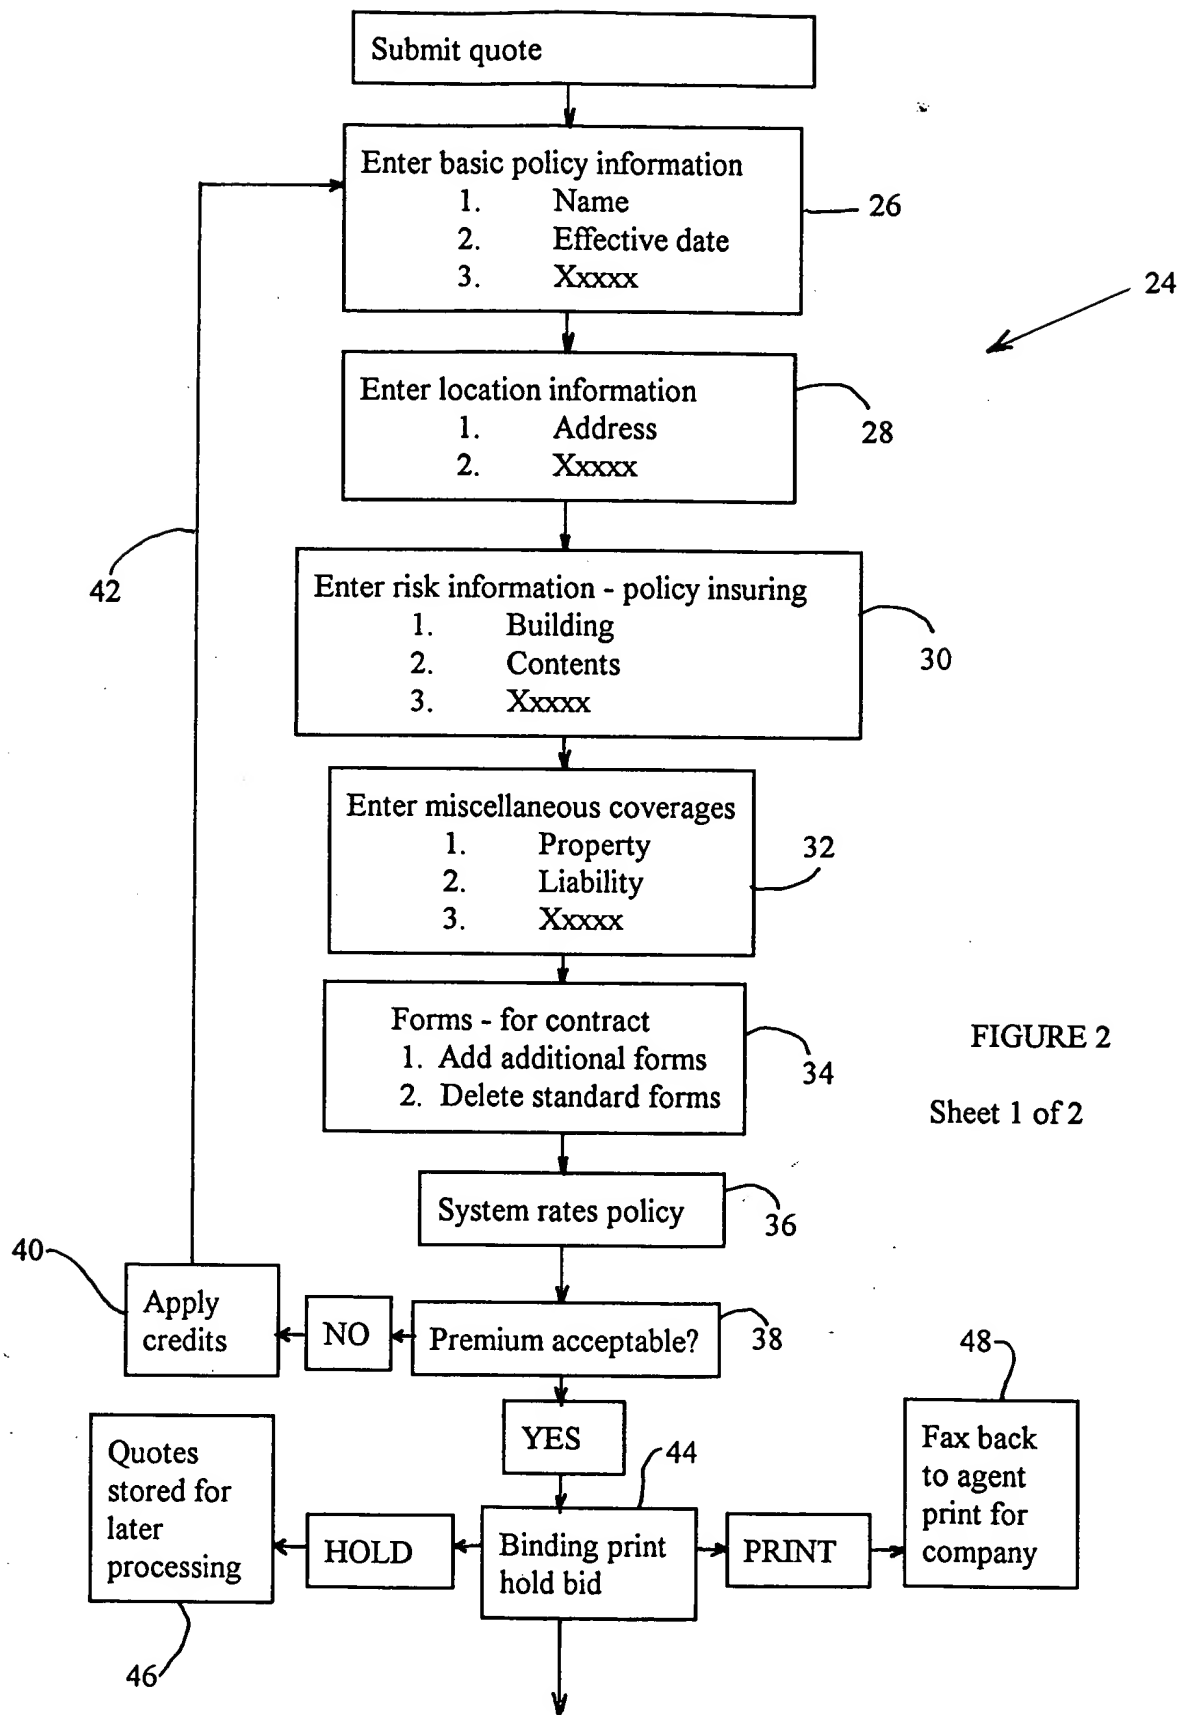 Submit quote
Enter basic policy information
1. Name
2. Effective date
3. Xxxxx
26
24
Enter location information
1. Address
2. Xxxxx
28
42
Enter risk information - policy insuring
1. Building
2. Contents
3. Xxxxx
30
Enter miscellaneous coverages
1. Property
2. Liability
3. Xxxxx
32
Forms - for contract
1. Add additional forms
2. Delete standard forms
34
FIGURE 2
Sheet 1 of 2
System rates policy
36
40
Apply
credits
NO
Premium acceptable?
38
YES
48
Quotes
stored for
later
processing
HOLD
44
Binding print
hold bid
PRINT
Fax back
to agent
print for
company
46